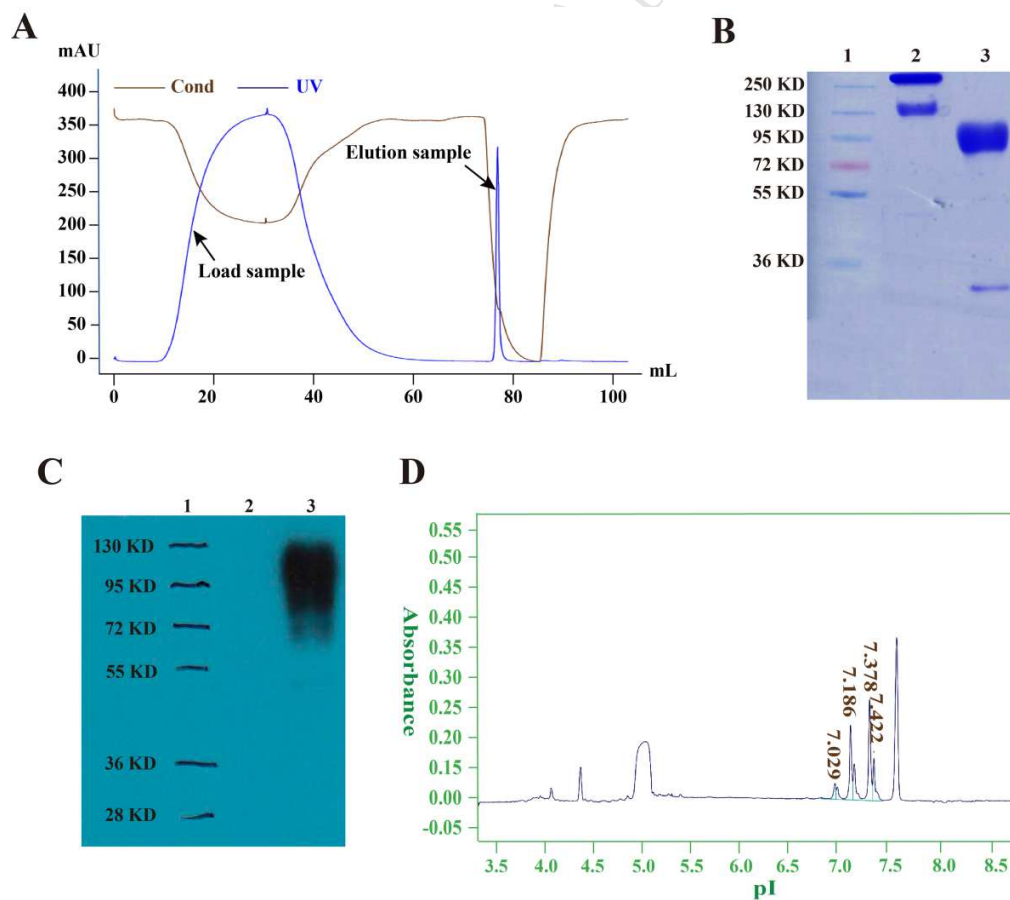 A
mAU
Cond
UV
400
350
300
250
200
150
100
50
0
Elution sample
Load sample
mL
0
20
40
60
80
100
B
1 2 3
250 KD
130 KD
95 KD
72 KD
55 KD
36 KD
C
1 2 3
130 KD
95 KD
72 KD
55 KD
36 KD
28 KD
D
0.55
0.50
0.45
0.40
0.35
0.30
0.25
0.20
0.15
0.10
0.05
0.00
-0.05
Absorbance
7.029
7.186
7.378
7.422
3.5
4.0
4.5
5.0
5.5
6.0
6.5
7.0
7.5
8.0
8.5
pI